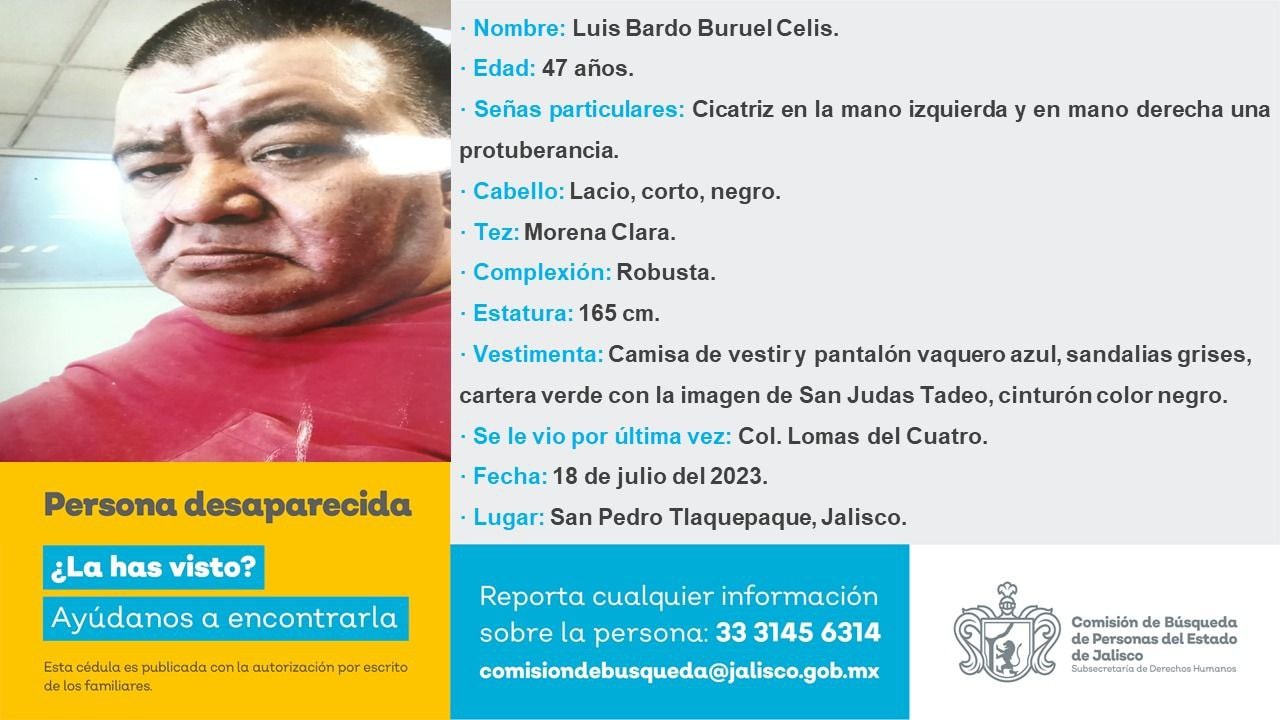 · Nombre: Luis Bardo Buruel Celis.
· Edad: 47 años.
· Señas particulares: Cicatriz en la mano izquierda y en mano derecha una
protuberancia.
· Cabello: Lacio, corto, negro.
· Tez: Morena Clara.
· Complexión: Robusta.
· Estatura: 165 cm.
· Vestimenta: Camisa de vestir y pantalón vaquero azul, sandalias grises,
cartera verde con la imagen de San Judas Tadeo, cinturón color negro.
· Se le vio por última vez: Col. Lomas del Cuatro.
· Fecha: 18 de julio del 2023.
· Lugar: San Pedro Tlaquepaque, Jalisco.
Persona desaparecida
¿La has visto?
Ayúdanos a encontrarla
Esta cédula es publicada con la autorización por escrito
de los familiares.
Reporta cualquier información
sobre la persona: 33 3145 6314
comisiondebusqueda@jalisco.gob.mx
Comisión de Búsqueda
de Personas del Estado
de Jalisco
Subsecretaría de Derechos Humanos